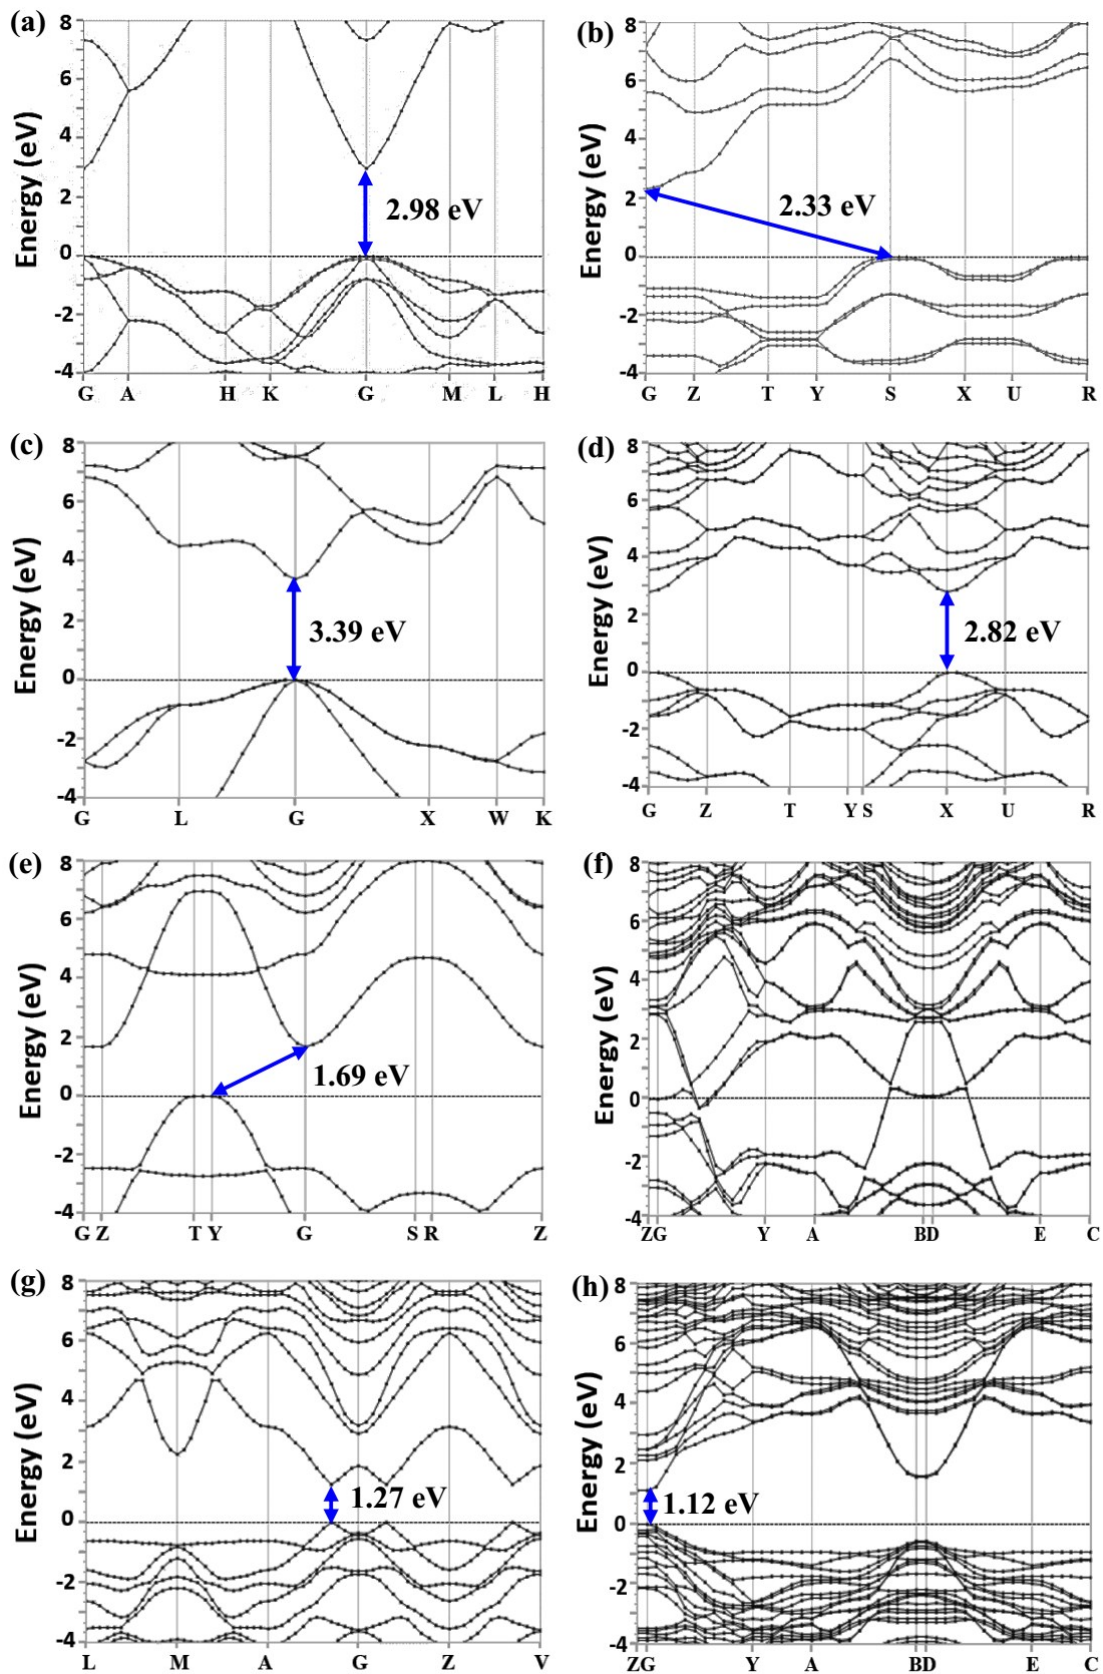 (a)
Energy (eV)
8
6
4
2
0
-2
-4
2.98 eV
G A H K G M L H
(b)
Energy (eV)
8
6
4
2
0
-2
-4
2.33 eV
G Z T Y S X U R
(c)
Energy (eV)
8
6
4
2
0
-2
-4
3.39 eV
G L G X W K
(d)
Energy (eV)
8
6
4
2
0
-2
-4
2.82 eV
G Z T Y S X U R
(e)
Energy (eV)
8
6
4
2
0
-2
-4
1.69 eV
G Z T Y G S R Z
(f)
Energy (eV)
8
6
4
2
0
-2
-4
ZG Y A BD E C
(g)
Energy (eV)
8
6
4
2
0
-2
-4
1.27 eV
L M A G Z V
(h)
Energy (eV)
8
6
4
2
0
-2
-4
1.12 eV
ZG Y A BD E C